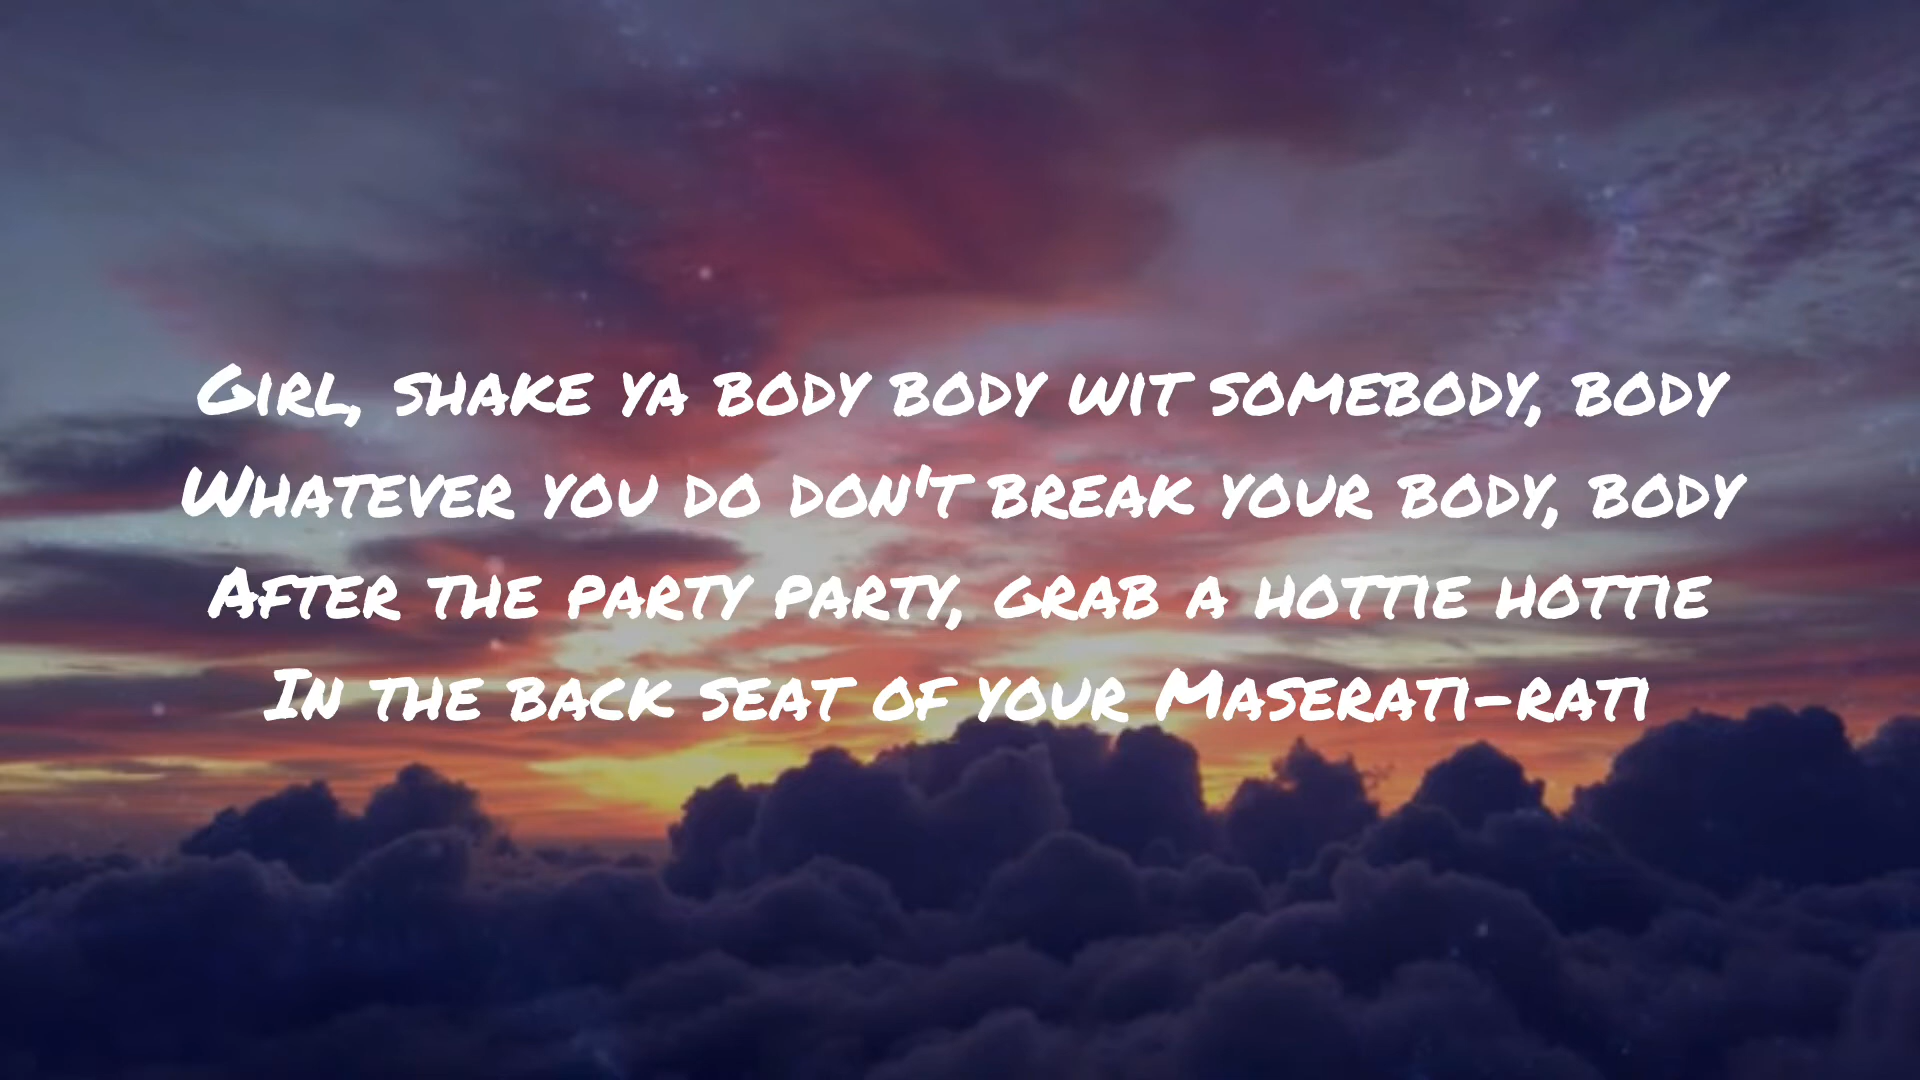 Girl, shake ya body body wit somebody, body
Whatever you do don't break your body, body
After the party party, grab a hottie hottie
In the back seat of your Maserati-rati